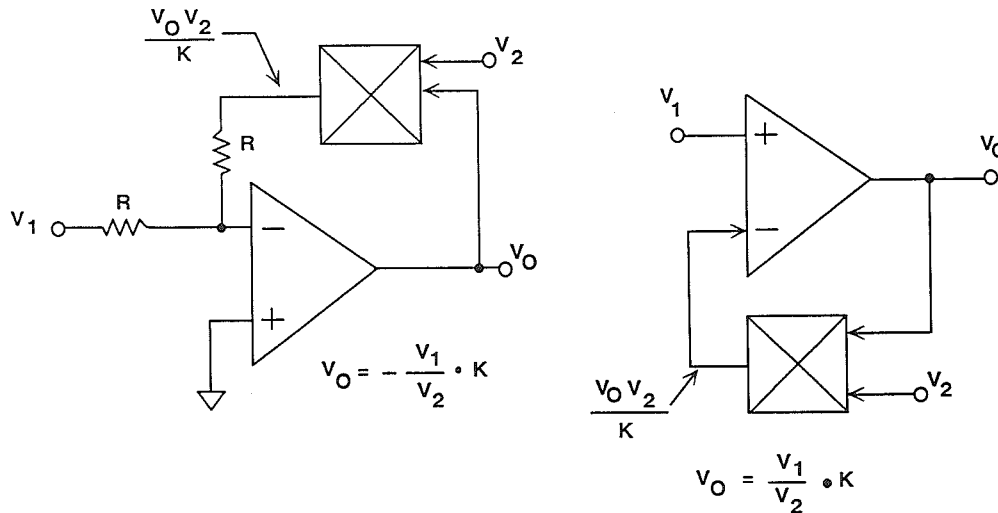 V_O V_2 / K
V_2
R
V_1
R
−
+
V_O
V_O = − V_1 / V_2 • K
V_1
+
−
V_O
V_2
V_O V_2 / K
V_O = V_1 / V_2 • K